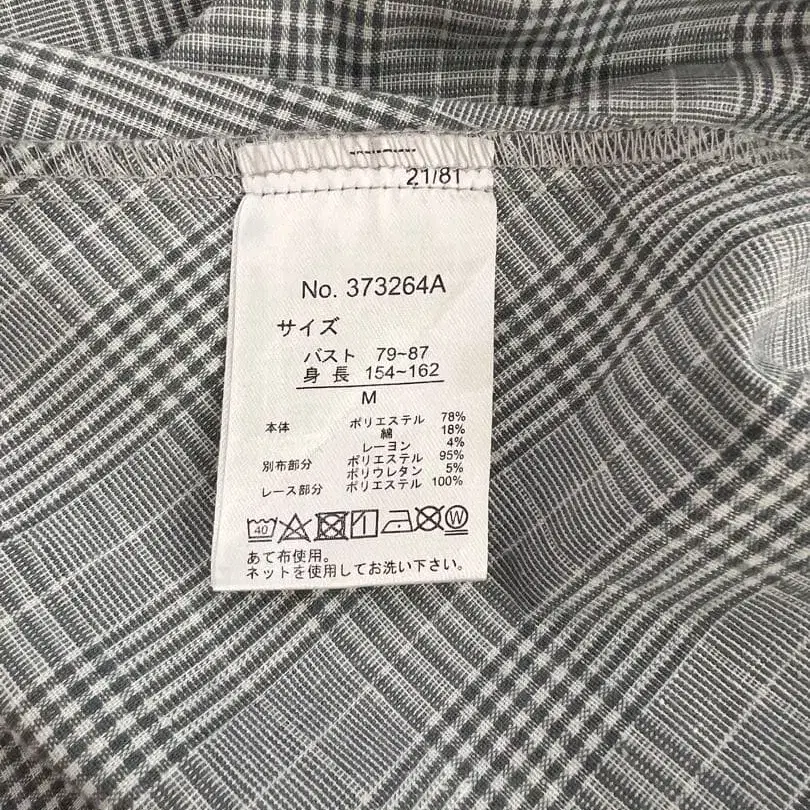 21/81
No. 373264A
サイズ
バスト 79~87
身長 154~162
M
本体 ポリエステル 78%
綿 18%
レーヨン 4%
別布部分 ポリエステル 95%
ポリウレタン 5%
レース部分 ポリエステル 100%
40 W
あて布使用。
ネットを使用してお洗い下さい。